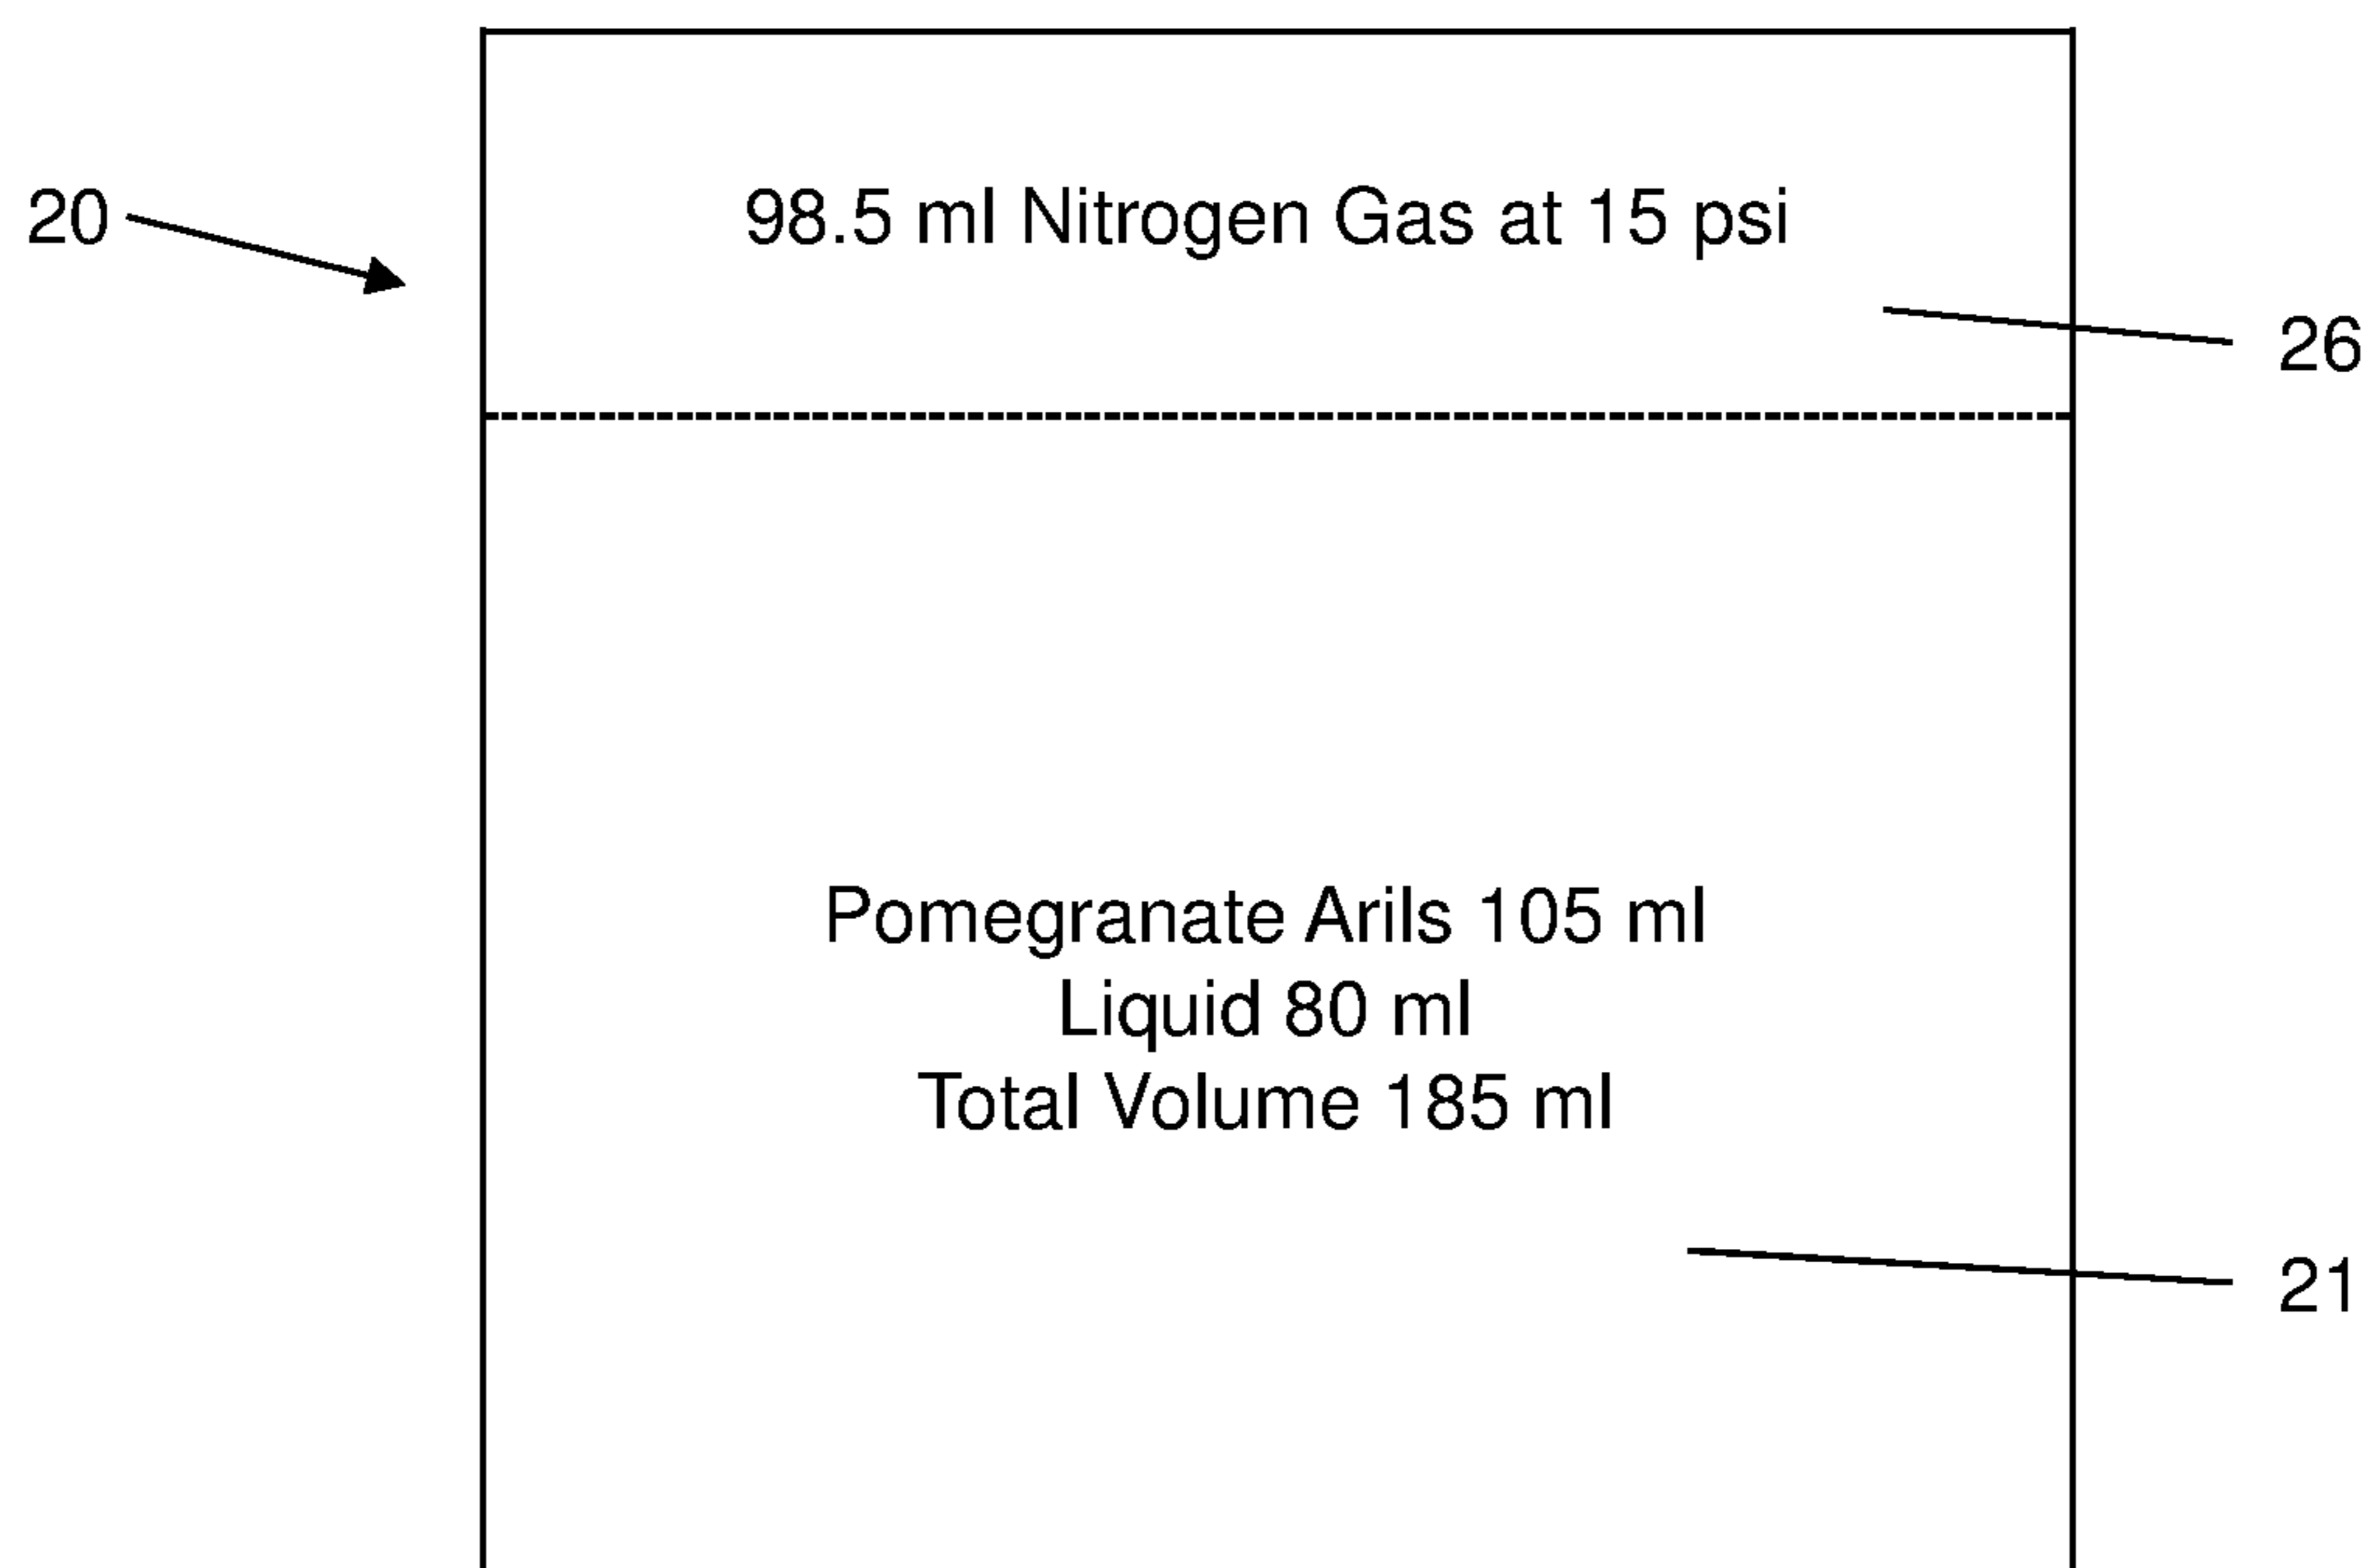 98.5 ml Nitrogen Gas at 15 psi
20
26
Pomegranate Arils 105 ml
Liquid 80 ml
Total Volume 185 ml
21